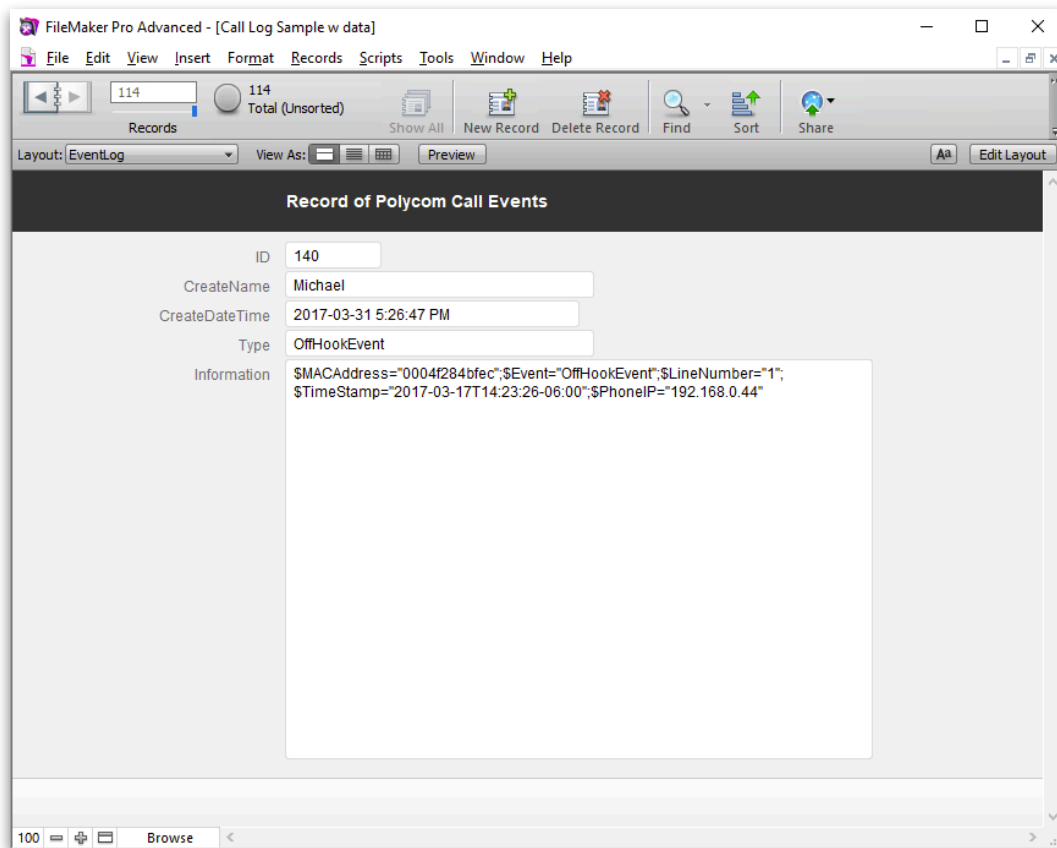 FileMaker Pro Advanced - [Call Log Sample w data]
File Edit View Insert Format Records Scripts Tools Window Help
114
114
Total (Unsorted)
Records
Show All
New Record
Delete Record
Find
Sort
Share
Layout: EventLog
View As:
Preview
Aa
Edit Layout
Record of Polycom Call Events
ID 140
CreateName Michael
CreateDateTime 2017-03-31 5:26:47 PM
Type OffHookEvent
Information $MACAddress="0004f284bfec";$Event="OffHookEvent";$LineNumber="1";
$TimeStamp="2017-03-17T14:23:26-06:00";$PhoneIP="192.168.0.44"
100
Browse